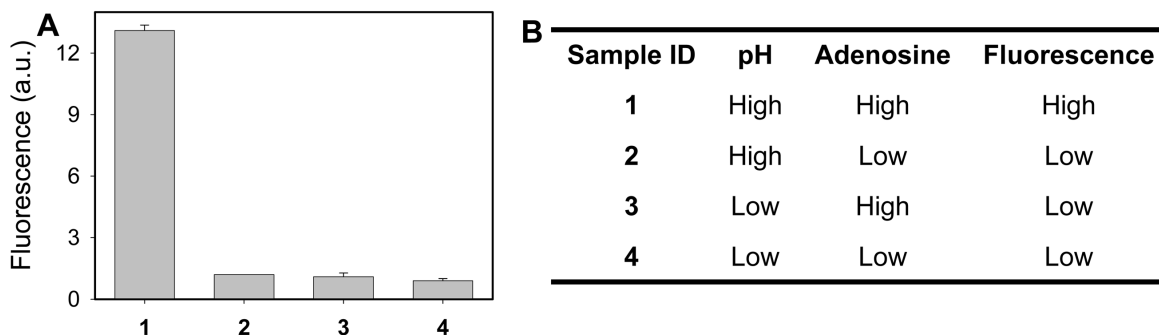 A
Fluorescence (a.u.)
12
9
6
3
0
1 2 3 4
B
Sample ID pH Adenosine Fluorescence
1 High High High
2 High Low Low
3 Low High Low
4 Low Low Low